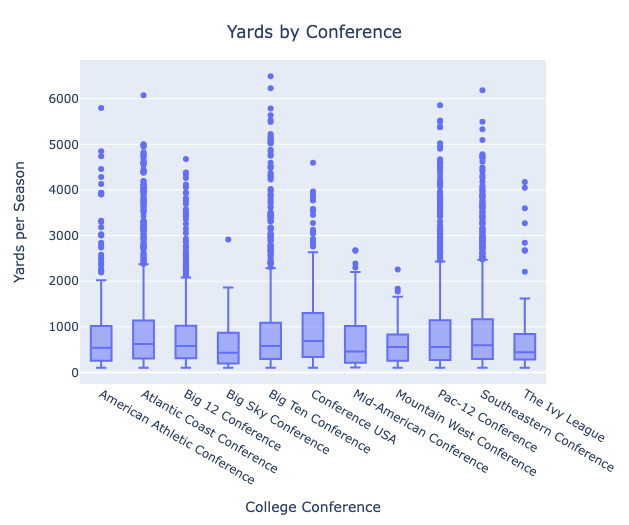 Yards by Conference
Yards per Season
6000
5000
4000
3000
2000
1000
0
American Athletic Conference
Atlantic Coast Conference
Big 12 Conference
Big Sky Conference
Big Ten Conference
Conference USA
Mid-American Conference
Mountain West Conference
Pac-12 Conference
Southeastern Conference
The Ivy League
College Conference